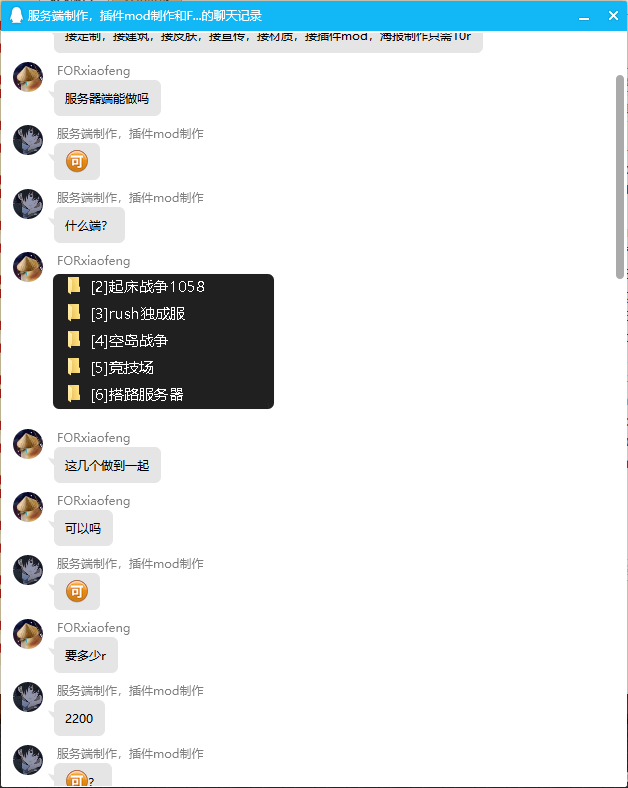 服务端制作，插件mod制作和F...的聊天记录
接定制，接建筑，接皮肤，接宣传，接材质，接插件mod，海报制作只需10r
FORxiaofeng
服务器端能做吗
服务端制作，插件mod制作
可
服务端制作，插件mod制作
什么端？
FORxiaofeng
[2]起床战争1058
[3]rush独成服
[4]空岛战争
[5]竞技场
[6]搭路服务器
FORxiaofeng
这几个做到一起
FORxiaofeng
可以吗
服务端制作，插件mod制作
可
FORxiaofeng
要多少r
服务端制作，插件mod制作
2200
服务端制作，插件mod制作
可？